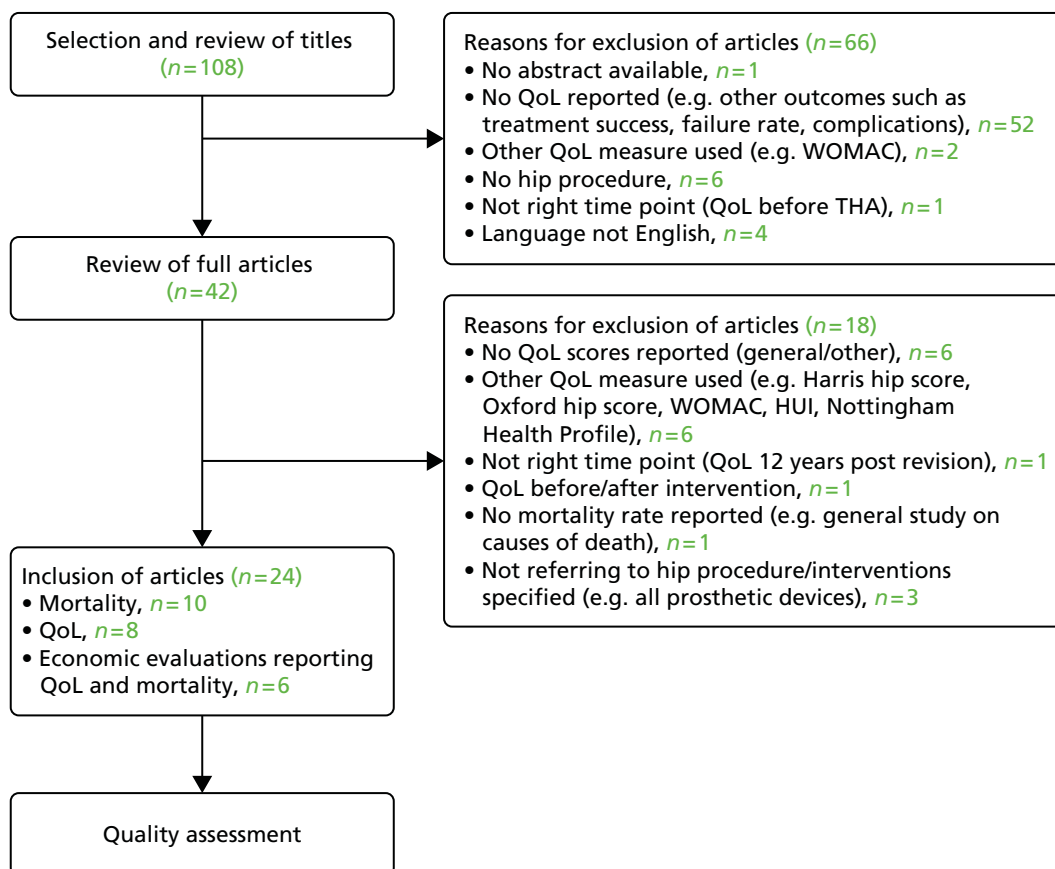 Selection and review of titles
(n=108)
Reasons for exclusion of articles (n=66)
• No abstract available, n=1
• No QoL reported (e.g. other outcomes such as
treatment success, failure rate, complications), n=52
• Other QoL measure used (e.g. WOMAC), n=2
• No hip procedure, n=6
• Not right time point (QoL before THA), n=1
• Language not English, n=4
Review of full articles
(n=42)
Reasons for exclusion of articles (n=18)
• No QoL scores reported (general/other), n=6
• Other QoL measure used (e.g. Harris hip score,
Oxford hip score, WOMAC, HUI, Nottingham
Health Profile), n=6
• Not right time point (QoL 12 years post revision), n=1
• QoL before/after intervention, n=1
• No mortality rate reported (e.g. general study on
causes of death), n=1
• Not referring to hip procedure/interventions
specified (e.g. all prosthetic devices), n=3
Inclusion of articles (n=24)
• Mortality, n=10
• QoL, n=8
• Economic evaluations reporting
QoL and mortality, n=6
Quality assessment